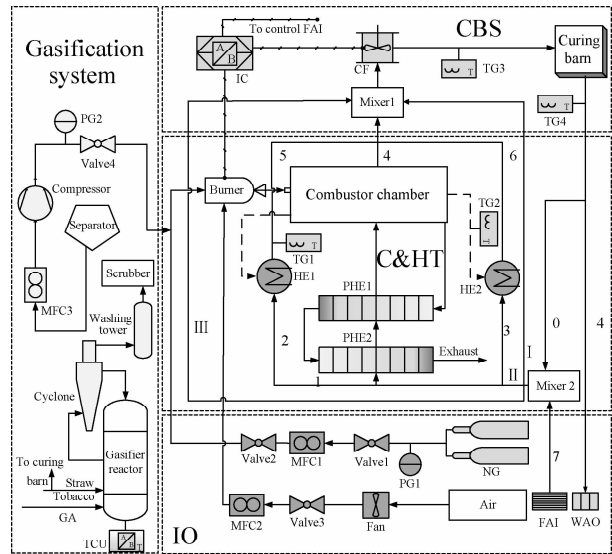 Gasification
system
PG2
Valve4
Compressor
Separator
MFC3
Scrubber
Washing
tower
Cyclone
Gasifier
reactor
To curing
barn
Straw
Tobacco
GA
TCU
A
B
T
To control FAI
A
B
IC
CF
CBS
TG3
T
Curing
barn
TG4
T
Mixer1
5
4
6
Burner
Combustor chamber
TG2
T
TG1
T
C&HT
HE1
HE2
PHE1
PHE2
Exhaust
III
2
3
I
II
0
4
1
Mixer 2
Valve2
MFC1
Valve1
PG1
NG
7
IO
MFC2
Valve3
Fan
Air
FAI
WAO